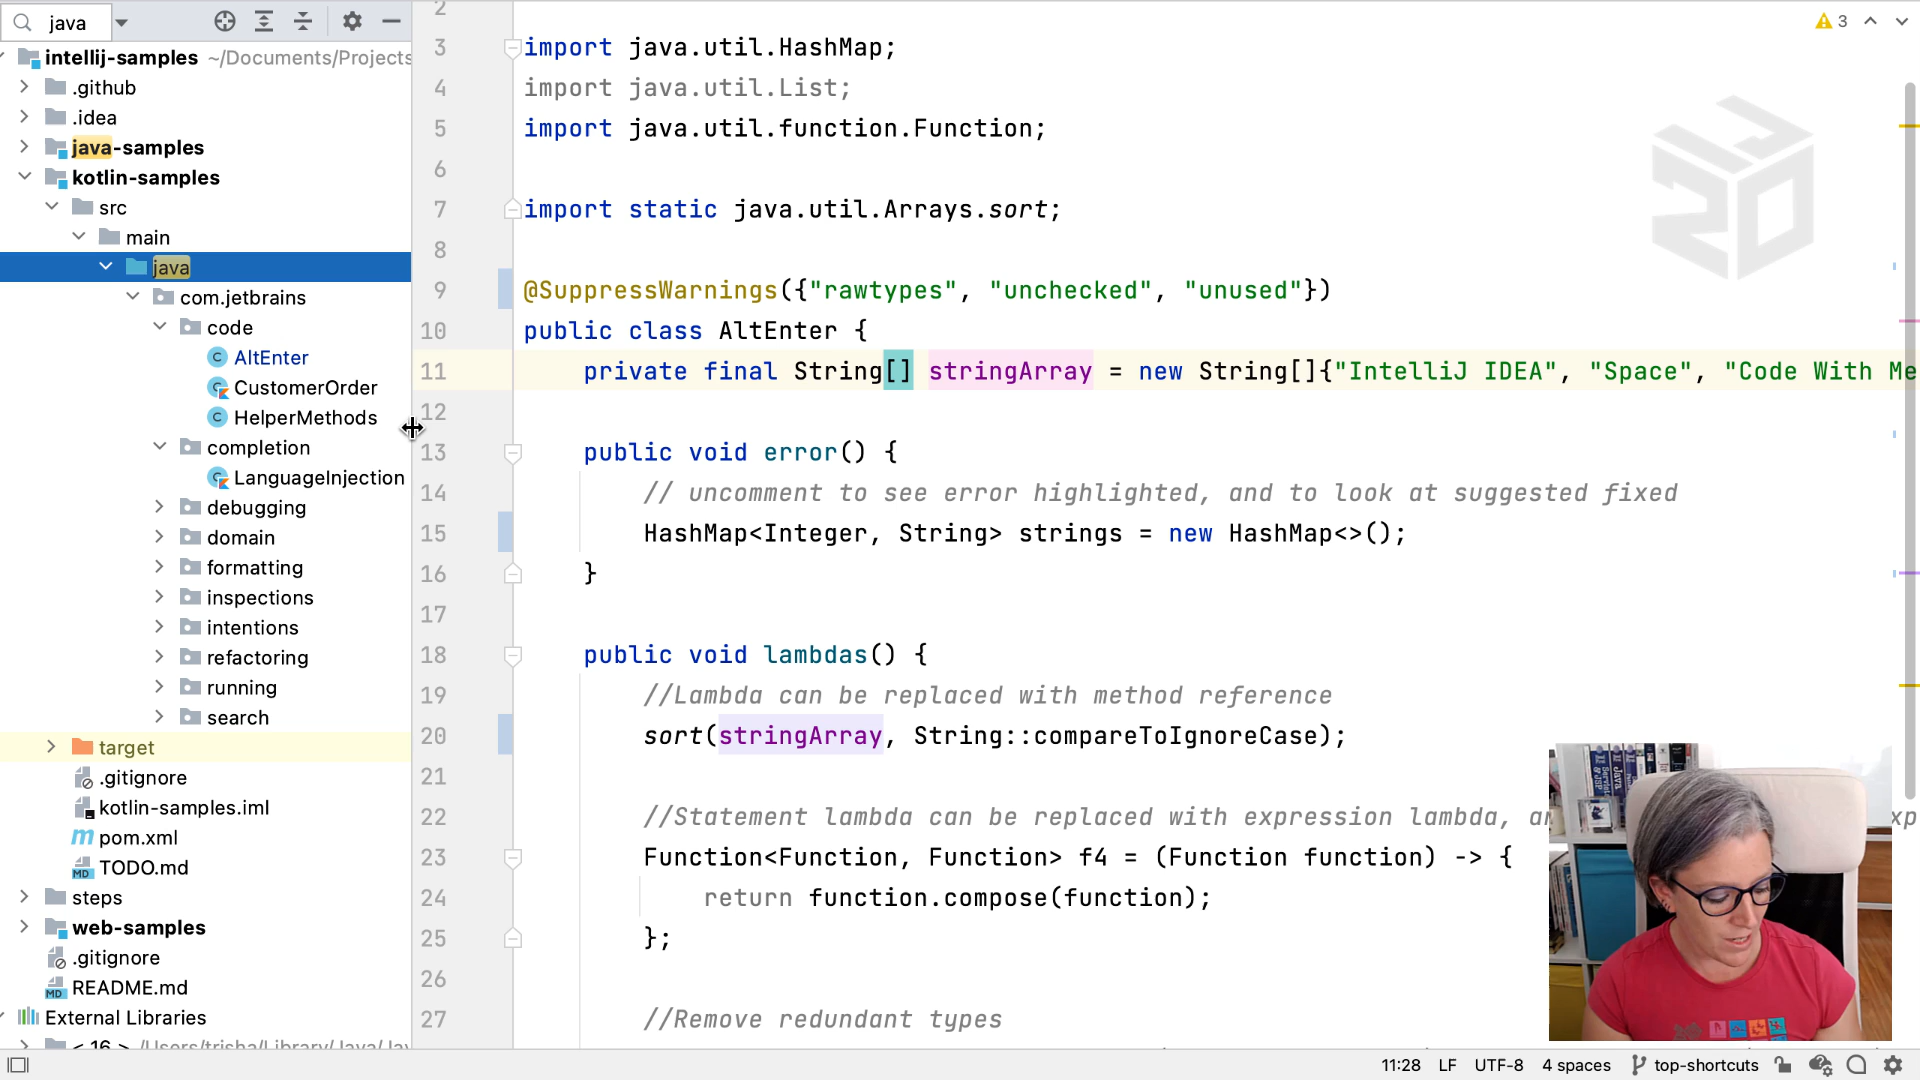 java
intellij-samples ~/Documents/Projects
.github
.idea
java-samples
kotlin-samples
src
main
java
com.jetbrains
code
AltEnter
CustomerOrder
HelperMethods
completion
LanguageInjection
debugging
domain
formatting
inspections
intentions
refactoring
running
search
target
.gitignore
kotlin-samples.iml
pom.xml
TODO.md
steps
web-samples
.gitignore
README.md
External Libraries
< 16 > /Users/trisha/Library/Java/
3
2
3 import java.util.HashMap;
4 import java.util.List;
5 import java.util.function.Function;
6
7 import static java.util.Arrays.sort;
8
9 @SuppressWarnings({"rawtypes", "unchecked", "unused"})
10 public class AltEnter {
11 private final String[] stringArray = new String[]{"IntelliJ IDEA", "Space", "Code With Me
12
13 public void error() {
14 // uncomment to see error highlighted, and to look at suggested fixed
15 HashMap<Integer, String> strings = new HashMap<>();
16 }
17
18 public void lambdas() {
19 //Lambda can be replaced with method reference
20 sort(stringArray, String::compareToIgnoreCase);
21
22 //Statement lambda can be replaced with expression lambda,
23 Function<Function, Function> f4 = (Function function) -> {
24 return function.compose(function);
25 };
26
27 //Remove redundant types
IJ
20
11:28 LF UTF-8 4 spaces top-shortcuts